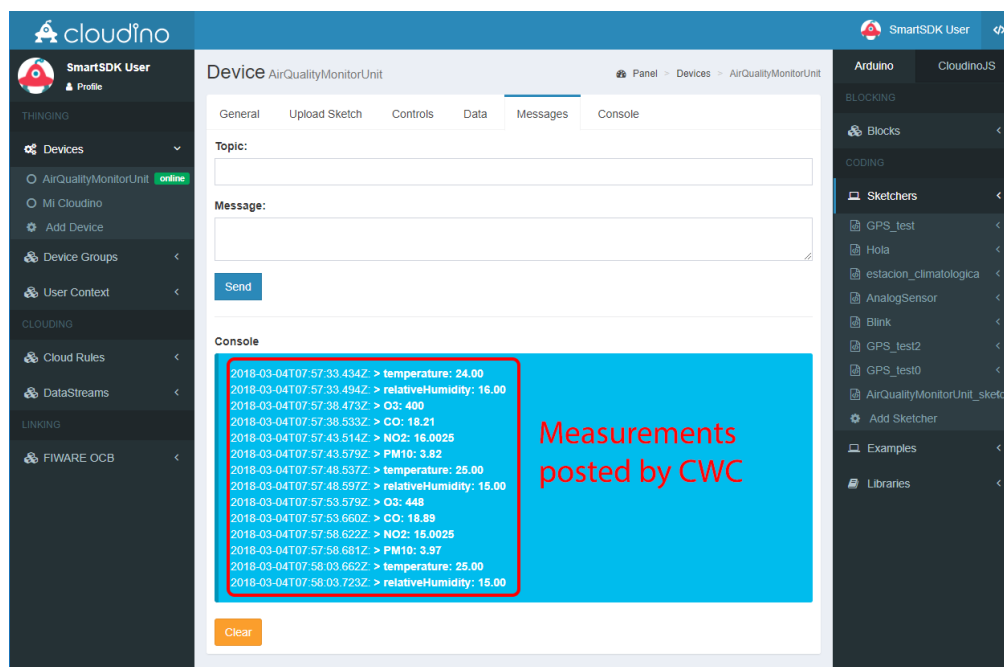 cloudino
SmartSDK User
SmartSDK User
Profile
THINGING
Devices
AirQualityMonitorUnit online
Mi Cloudino
Add Device
Device Groups
User Context
CLOUDING
Cloud Rules
DataStreams
LINKING
FIWARE OCB
Device AirQualityMonitorUnit
Panel > Devices > AirQualityMonitorUnit
General Upload Sketch Controls Data Messages Console
Topic:
Message:
Send
Console
2018-03-04T07:57:33.434Z: > temperature: 24.00
2018-03-04T07:57:33.494Z: > relativeHumidity: 16.00
2018-03-04T07:57:38.473Z: > O3: 400
2018-03-04T07:57:38.533Z: > CO: 18.21
2018-03-04T07:57:43.514Z: > NO2: 16.0025
2018-03-04T07:57:43.579Z: > PM10: 3.82
2018-03-04T07:57:48.537Z: > temperature: 25.00
2018-03-04T07:57:48.597Z: > relativeHumidity: 15.00
2018-03-04T07:57:53.579Z: > O3: 448
2018-03-04T07:57:53.660Z: > CO: 18.89
2018-03-04T07:57:58.622Z: > NO2: 15.0025
2018-03-04T07:57:58.681Z: > PM10: 3.97
2018-03-04T07:58:03.662Z: > temperature: 25.00
2018-03-04T07:58:03.723Z: > relativeHumidity: 15.00
Measurements
posted by CWC
Clear
Arduino CloudinoJS
BLOCKING
Blocks
CODING
Sketchers
GPS_test
Hola
estacion_climatologica
AnalogSensor
Blink
GPS_test2
GPS_test0
AirQualityMonitorUnit_sketc
Add Sketcher
Examples
Libraries